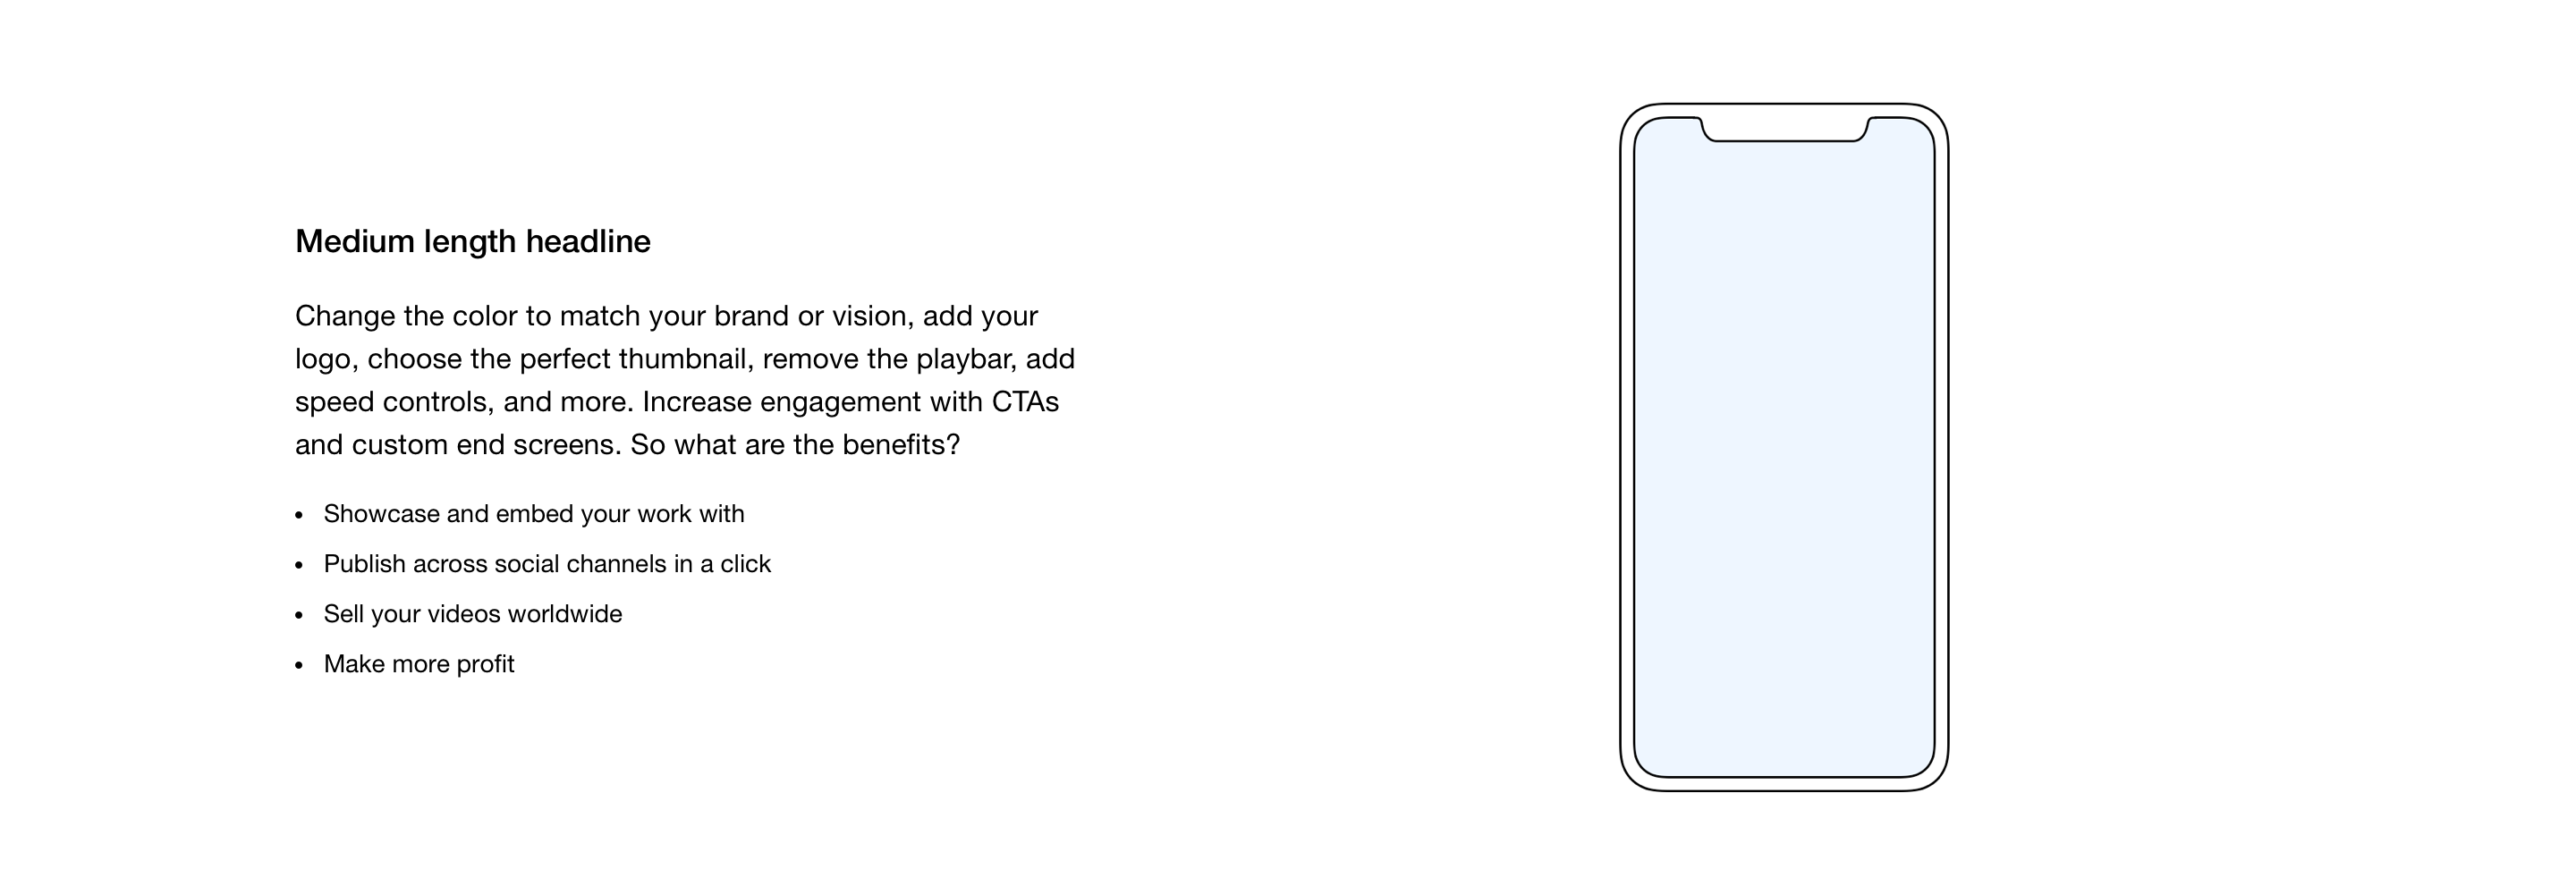 Medium length headline
Change the color to match your brand or vision, add your
logo, choose the perfect thumbnail, remove the playbar, add
speed controls, and more. Increase engagement with CTAs
and custom end screens. So what are the benefits?
• Showcase and embed your work with
• Publish across social channels in a click
• Sell your videos worldwide
• Make more profit